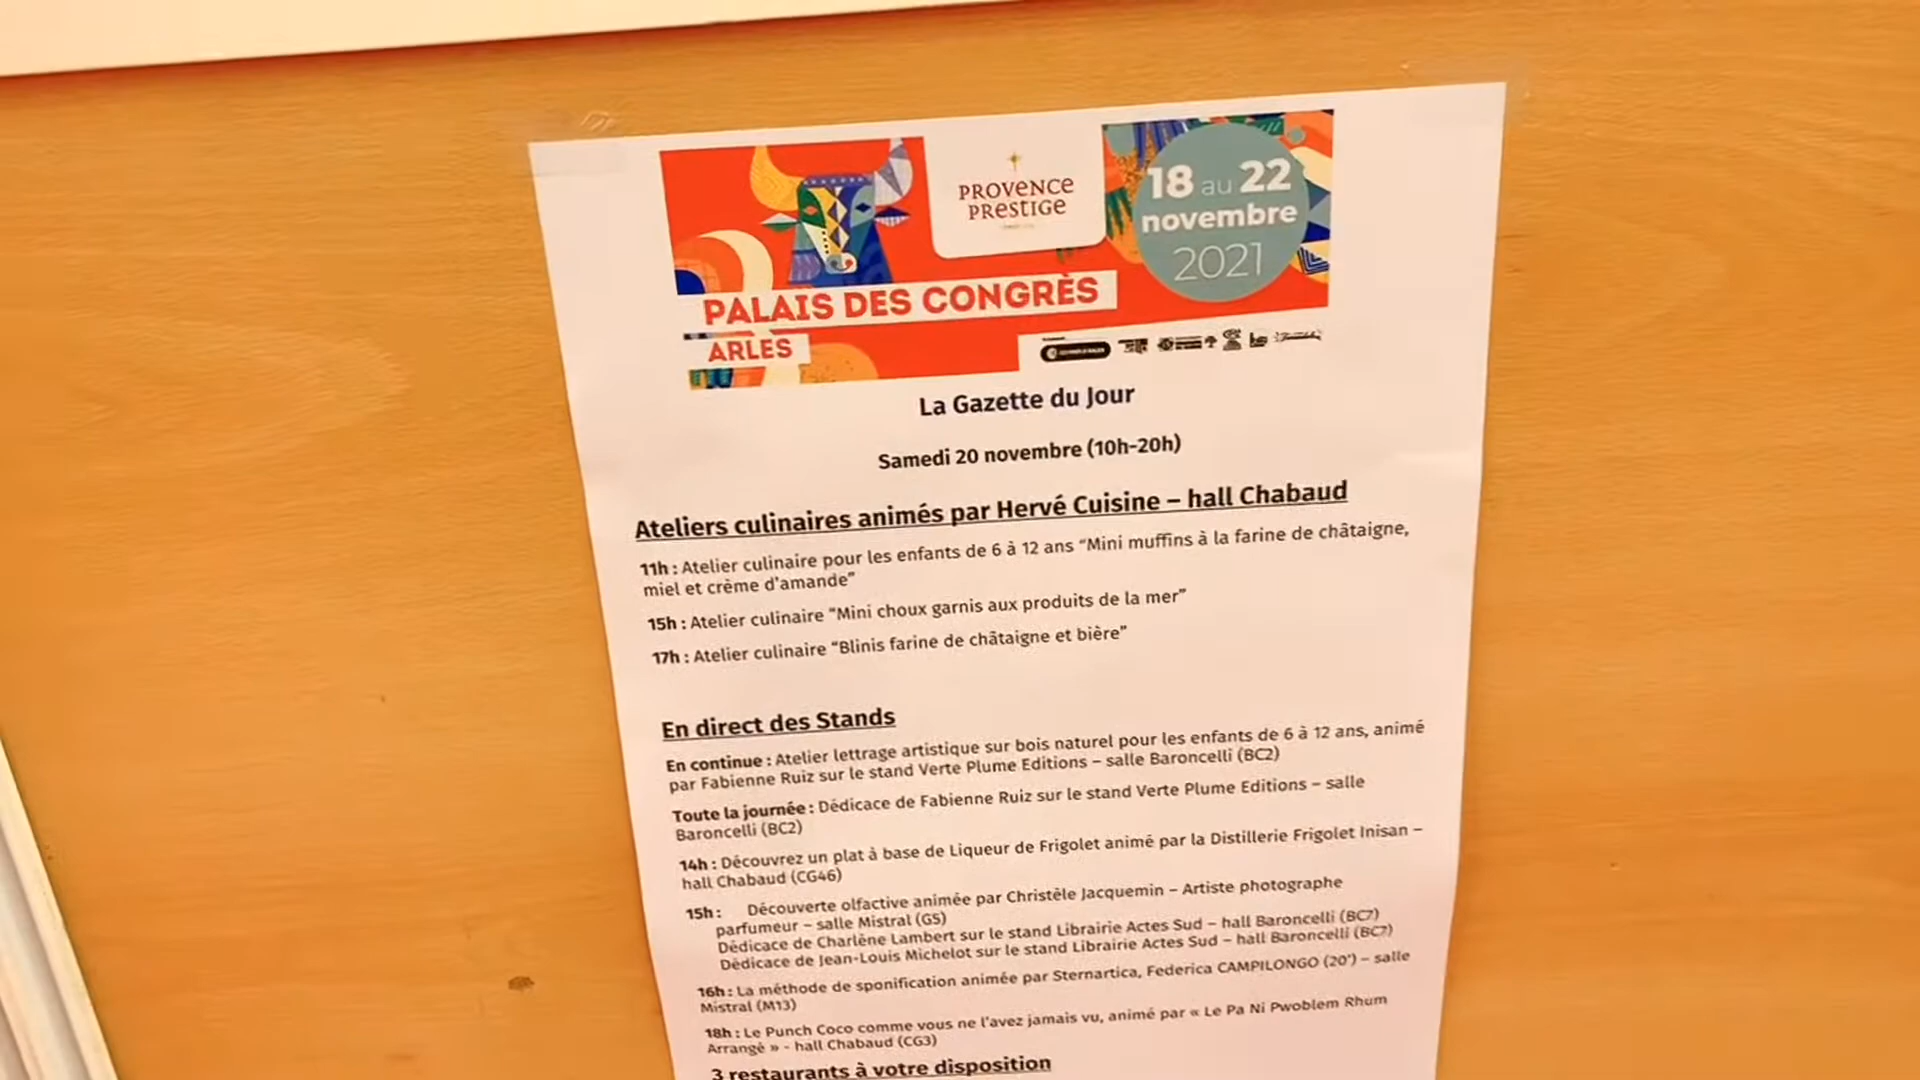 PROVENCE
PRESTIGE
18 au 22
novembre
2021
PALAIS DES CONGRÈS
ARLES
La Gazette du Jour
Samedi 20 novembre (10h-20h)
Ateliers culinaires animés par Hervé Cuisine – hall Chabaud
11h : Atelier culinaire pour les enfants de 6 à 12 ans “Mini muffins à la farine de châtaigne,
miel et crème d'amande”
15h : Atelier culinaire “Mini choux garnis aux produits de la mer”
17h : Atelier culinaire “Blinis farine de châtaigne et bière”
En direct des Stands
En continue : Atelier lettrage artistique sur bois naturel pour les enfants de 6 à 12 ans, animé
par Fabienne Ruiz sur le stand Verte Plume Editions – salle Baroncelli (BC2)
Toute la journée : Dédicace de Fabienne Ruiz sur le stand Verte Plume Editions – salle
Baroncelli (BC2)
14h : Découvrez un plat à base de Liqueur de Frigolet animé par la Distillerie Frigolet Inisan –
hall Chabaud (CG46)
15h : Découverte olfactive animée par Christèle Jacquemin – Artiste photographe
parfumeur – salle Mistral (G5)
Dédicace de Charlène Lambert sur le stand Librairie Actes Sud – hall Baroncelli (BC7)
Dédicace de Jean-Louis Michelot sur le stand Librairie Actes Sud – hall Baroncelli (BC7)
16h : La méthode de sponification animée par Sternartica, Federica CAMPILONGO (20') – salle
Mistral (M13)
18h : Le Punch Coco comme vous ne l'avez jamais vu, animé par « Le Pa Ni Pwoblem Rhum
Arrangé » - hall Chabaud (CG3)
3 restaurants à votre disposition